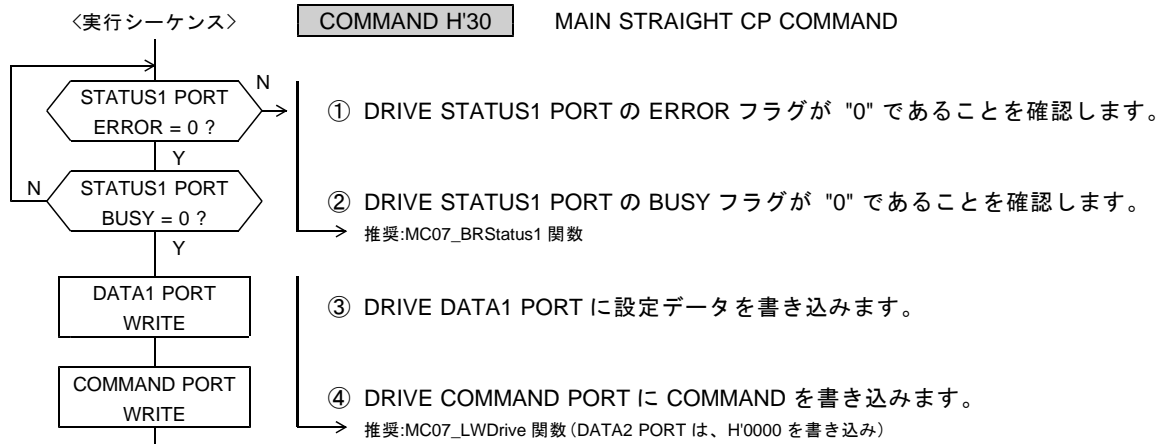 〈実行シーケンス〉 COMMAND H'30 MAIN STRAIGHT CP COMMAND
N
STATUS1 PORT
ERROR = 0 ?
① DRIVE STATUS1 PORT の ERROR フラグが "0" であることを確認します。
Y
N
STATUS1 PORT
BUSY = 0 ?
② DRIVE STATUS1 PORT の BUSY フラグが "0" であることを確認します。
推奨:MC07_BRStatus1 関数
Y
DATA1 PORT
WRITE
③ DRIVE DATA1 PORT に設定データを書き込みます。
COMMAND PORT
WRITE
④ DRIVE COMMAND PORT に COMMAND を書き込みます。
推奨:MC07_LWDrive 関数(DATA2 PORT は、H'0000 を書き込み)